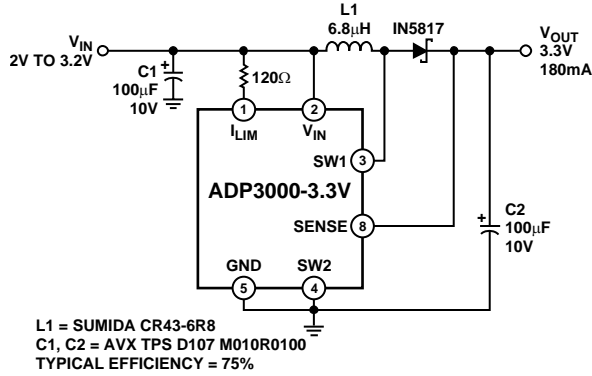 L1
6.8μH
IN5817
VIN
2V TO 3.2V
VOUT
3.3V
180mA
C1
100μF
10V
+
120Ω
1
2
ILIM
VIN
SW1
3
ADP3000-3.3V
SENSE
8
C2
100μF
10V
+
GND
SW2
5
4
L1 = SUMIDA CR43-6R8
C1, C2 = AVX TPS D107 M010R0100
TYPICAL EFFICIENCY = 75%